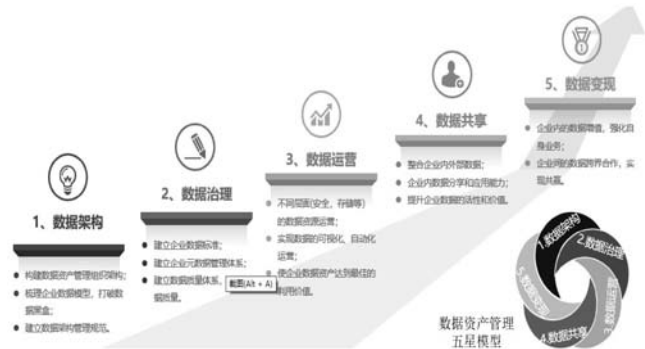 5、数据变现
企业内的数据增值，强化自
身业务；
企业间的数据跨界合作，实
现共赢。
4、数据共享
整合企业内外部数据；
企业内数据分享和应用能力；
提升企业数据的活性和价值。
3、数据运营
不同层面(安全，存储等)
的数据资源运营；
实现数据的可视化、自动化
运营；
使企业数据资产达到最佳的
利用价值。
2、数据治理
建立企业数据标准；
建立企业元数据管理体系；
建立数据质量体系，
据质量。
截图(Alt + A)
1、数据架构
构建数据资产管理组织架构；
梳理企业数据模型，打破数
据黑盒；
建立数据架构管理规范。
1.数据架构
2.数据治理
3.数据运营
4.数据共享
5.数据变现
数据资产管理
五星模型